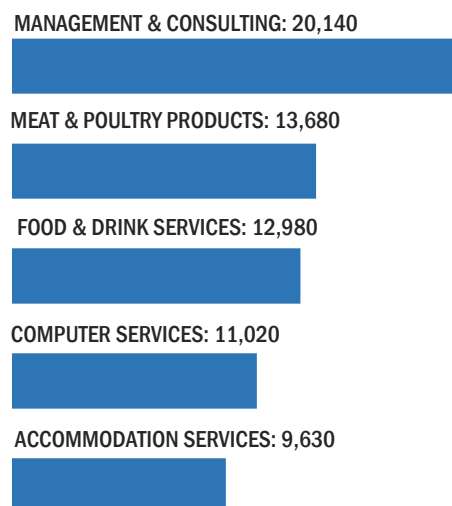 MANAGEMENT & CONSULTING: 20,140
MEAT & POULTRY PRODUCTS: 13,680
FOOD & DRINK SERVICES: 12,980
COMPUTER SERVICES: 11,020
ACCOMMODATION SERVICES: 9,630